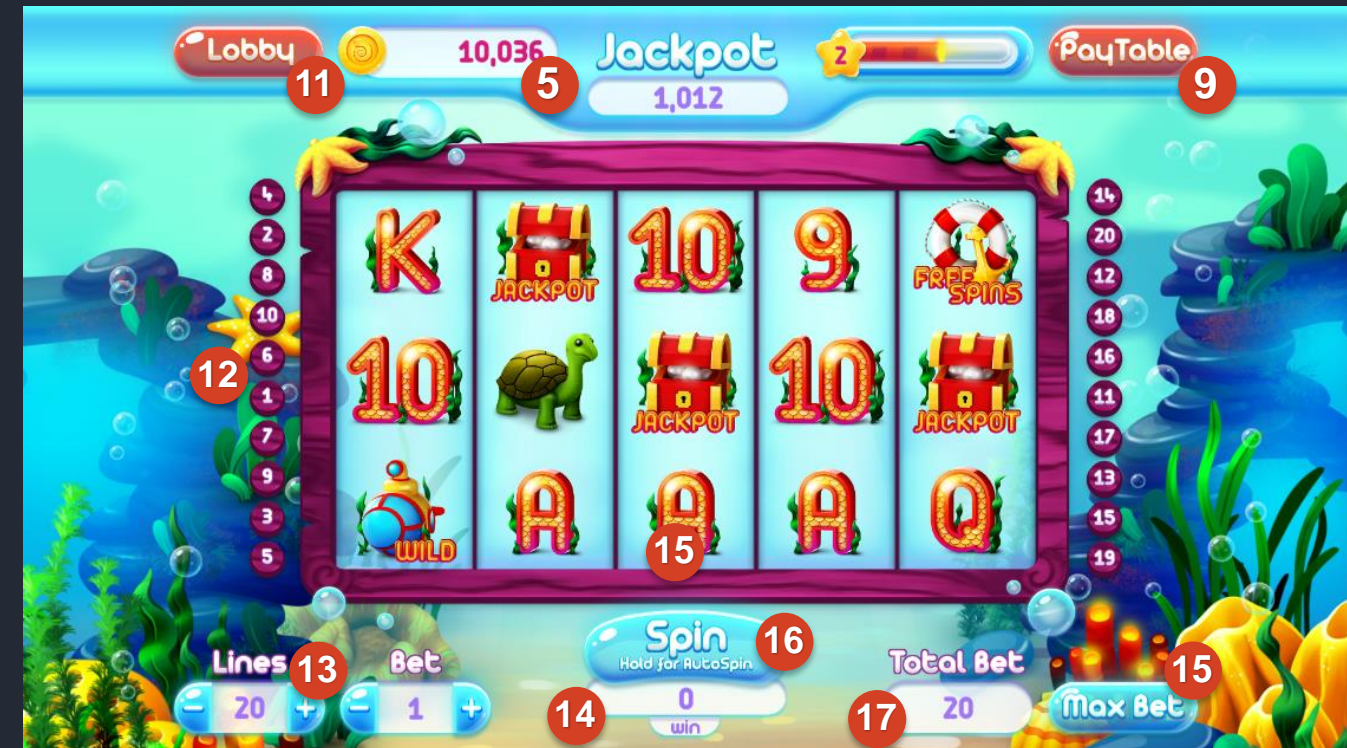 Lobby 10,036 Jackpot 2 PayTable
11 5 1,012 9
4 14
2 K JACKPOT 10 9 FREE SPINS 20
8 12
10 18
12 6 10 JACKPOT 10 JACKPOT 16
1 11
7 17
9 13
3 WILD A A A Q 15
15
5 19
Spin 16
Lines 13 Bet Hold for AutoSpin Total Bet 15
- 20 + - 1 + 14 0 17 20 Max Bet
win